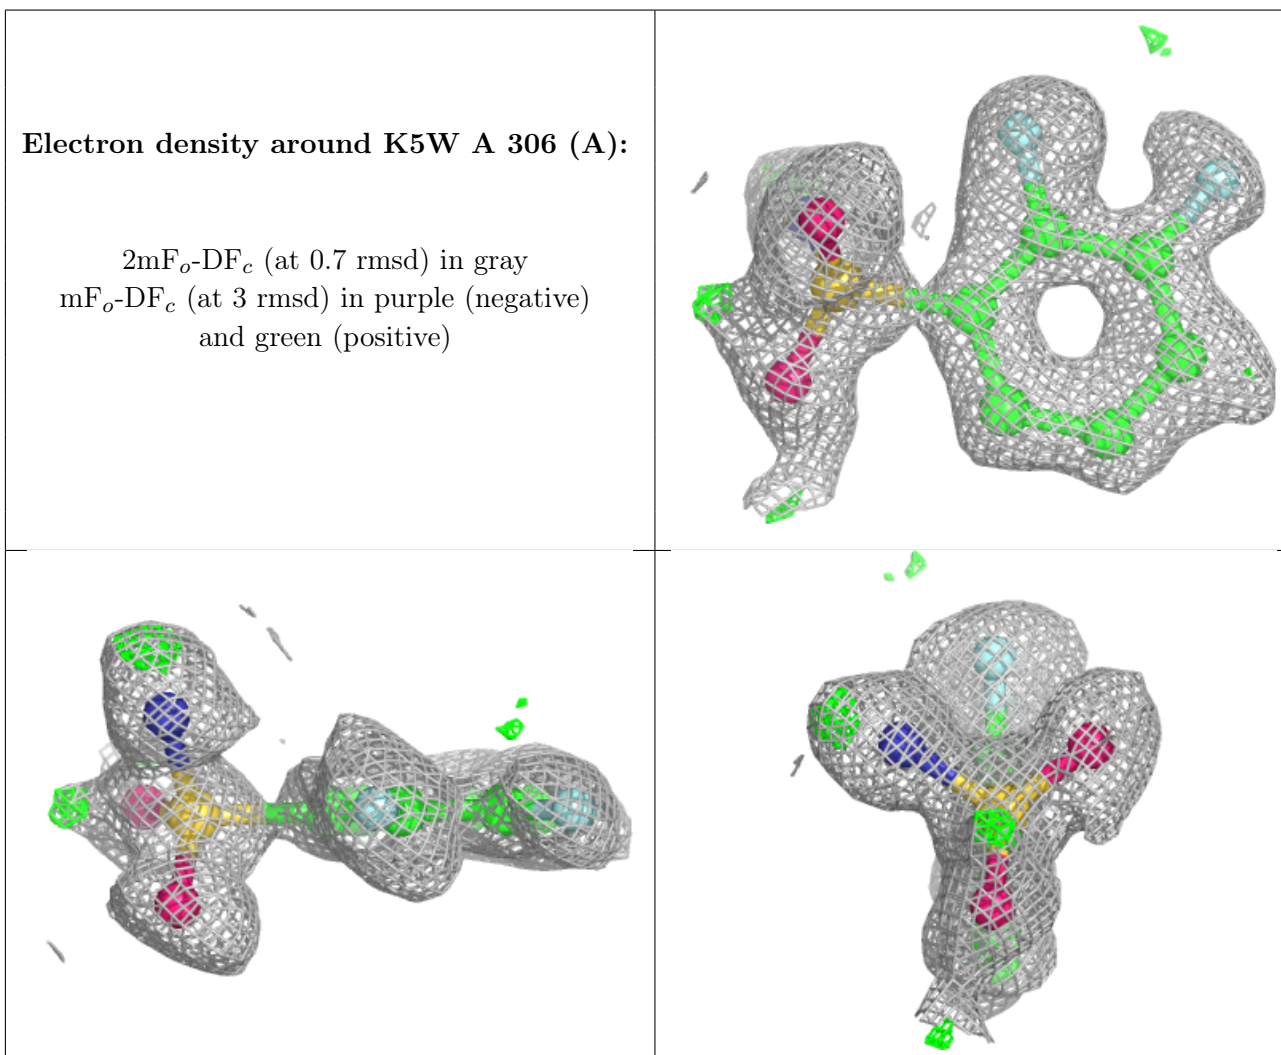 Electron density around K5W A 306 (A):
2mFₒ-DF𝒸 (at 0.7 rmsd) in gray
mFₒ-DF𝒸 (at 3 rmsd) in purple (negative)
and green (positive)